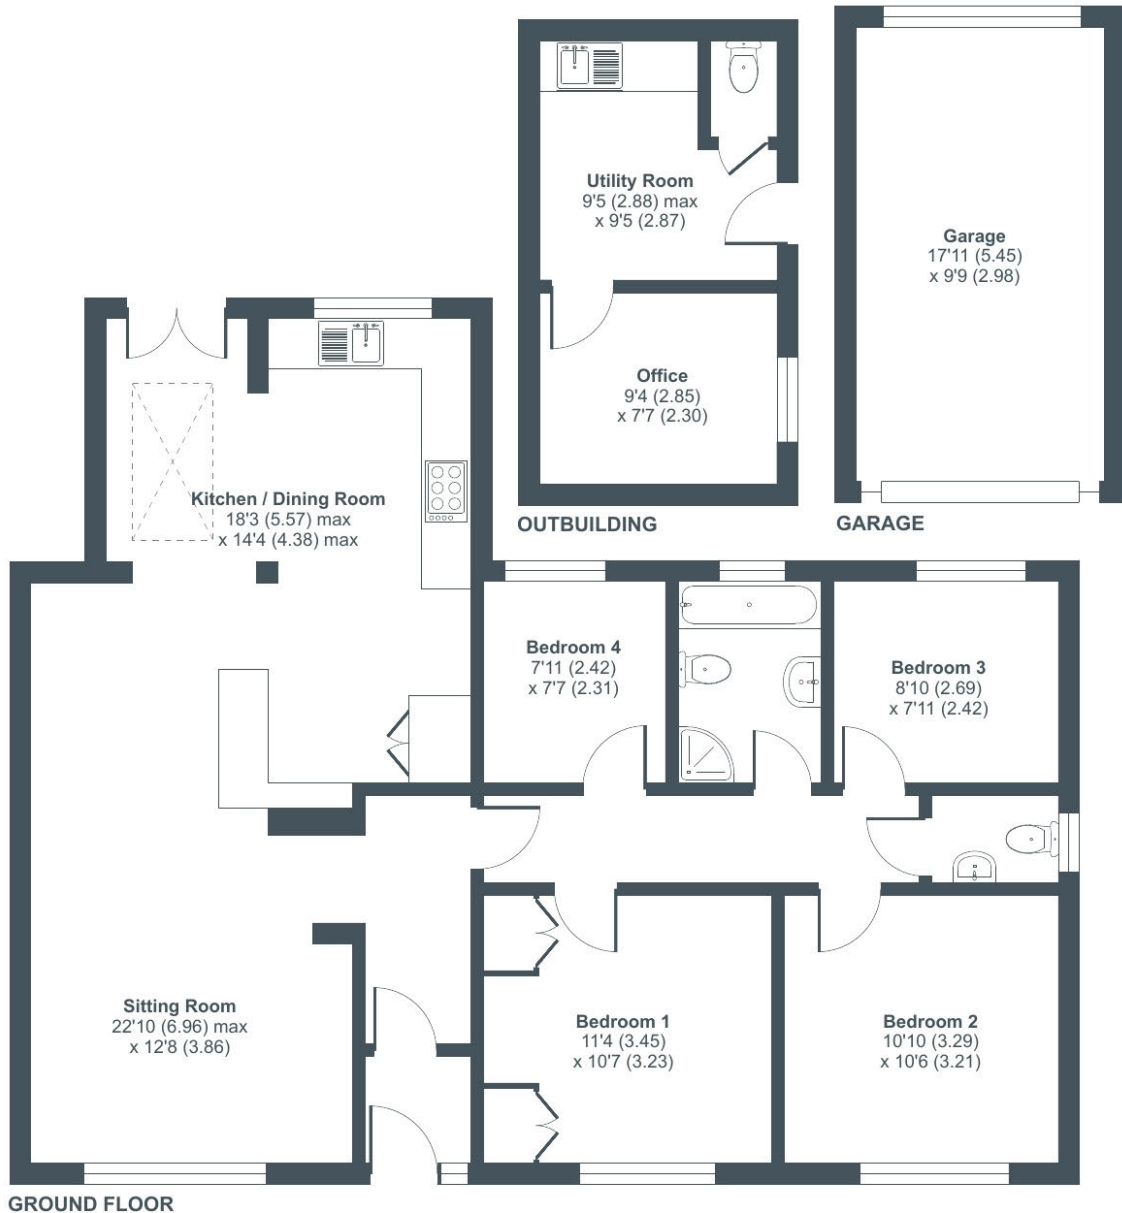 Utility Room
9'5 (2.88) max
x 9'5 (2.87)
Garage
17'11 (5.45)
x 9'9 (2.98)
Office
9'4 (2.85)
x 7'7 (2.30)
Kitchen / Dining Room
18'3 (5.57) max
x 14'4 (4.38) max
OUTBUILDING
GARAGE
Bedroom 4
7'11 (2.42)
x 7'7 (2.31)
Bedroom 3
8'10 (2.69)
x 7'11 (2.42)
Sitting Room
22'10 (6.96) max
x 12'8 (3.86)
Bedroom 1
11'4 (3.45)
x 10'7 (3.23)
Bedroom 2
10'10 (3.29)
x 10'6 (3.21)
GROUND FLOOR